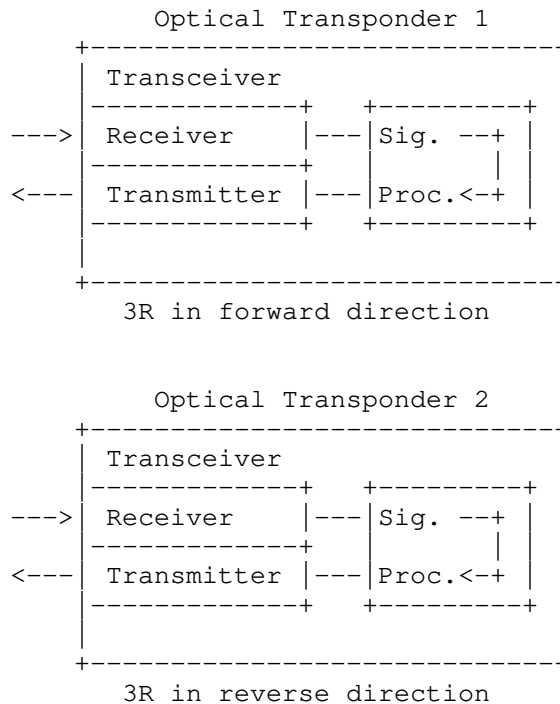 Optical Transponder 1
Transceiver
---> Receiver |---|Sig. --+
<--- Transmitter |---|Proc.<-+
3R in forward direction
Optical Transponder 2
Transceiver
---> Receiver |---|Sig. --+
<--- Transmitter |---|Proc.<-+
3R in reverse direction